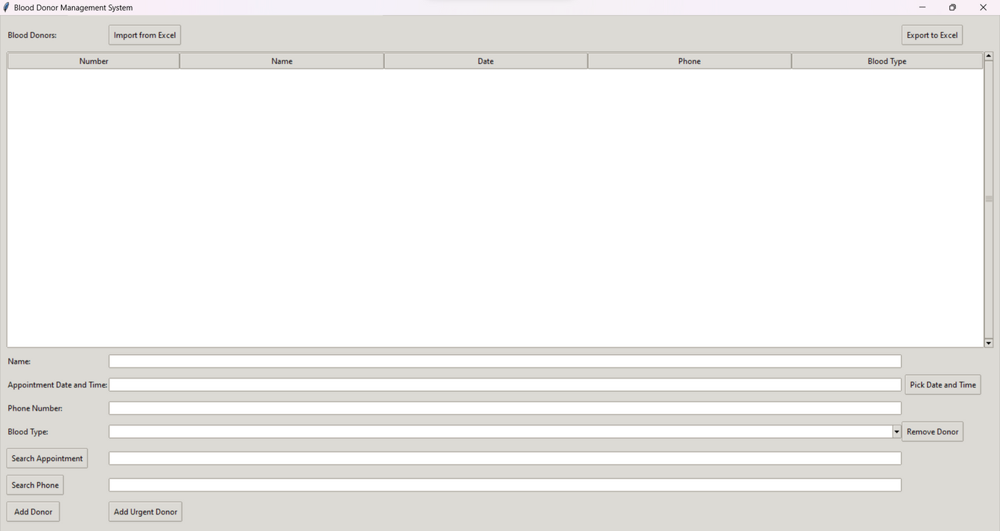 Blood Donor Management System
Blood Donors: Import from Excel Export to Excel
Number Name Date Phone Blood Type
Name:
Appointment Date and Time: Pick Date and Time
Phone Number:
Blood Type: Remove Donor
Search Appointment
Search Phone
Add Donor Add Urgent Donor